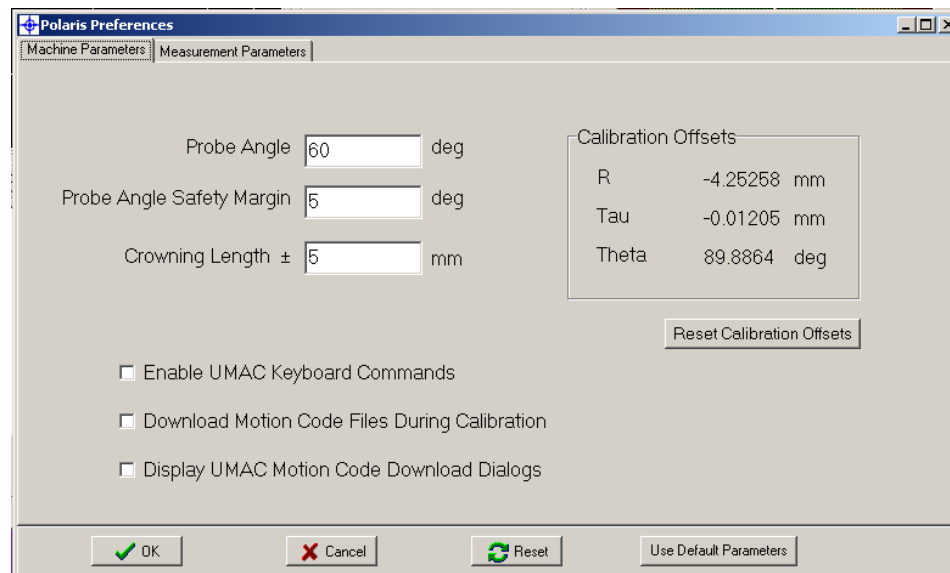 Polaris Preferences
Machine Parameters
Measurement Parameters
Probe Angle 60 deg
Probe Angle Safety Margin 5 deg
Crowning Length ± 5 mm
Calibration Offsets
R -4.25258 mm
Tau -0.01205 mm
Theta 89.8864 deg
Reset Calibration Offsets
Enable UMAC Keyboard Commands
Download Motion Code Files During Calibration
Display UMAC Motion Code Download Dialogs
OK
Cancel
Reset
Use Default Parameters